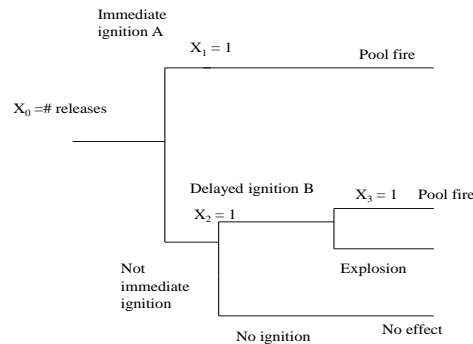 Immediate
ignition A
X₁ = 1
Pool fire
X₀ =# releases
Delayed ignition B
X₃ = 1
Pool fire
X₂ = 1
Not
immediate
ignition
Explosion
No ignition
No effect